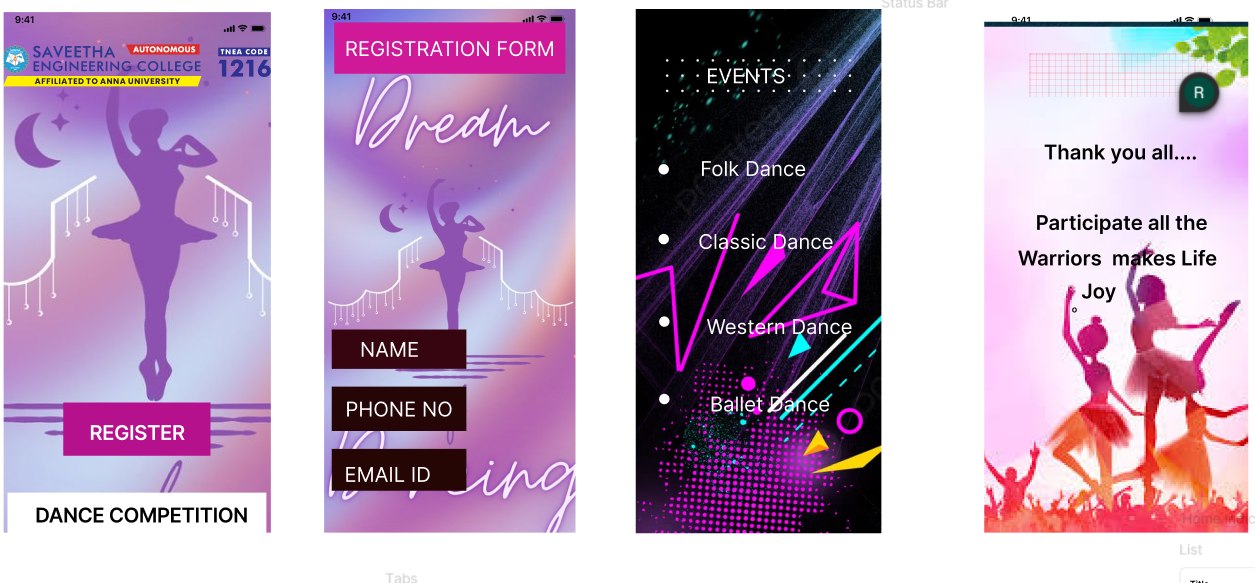 Status Bar
9:41
SAVEETHA AUTONOMOUS
ENGINEERING COLLEGE
AFFILIATED TO ANNA UNIVERSITY
TNEA CODE
1216
REGISTER
DANCE COMPETITION
9:41
REGISTRATION FORM
Dream
NAME
PHONE NO
EMAIL ID
EVENTS
Folk Dance
Classic Dance
Western Dance
Ballet Dance
9:41
R
Thank you all....
Participate all the
Warriors makes Life
Joy
List
Title
Tabs